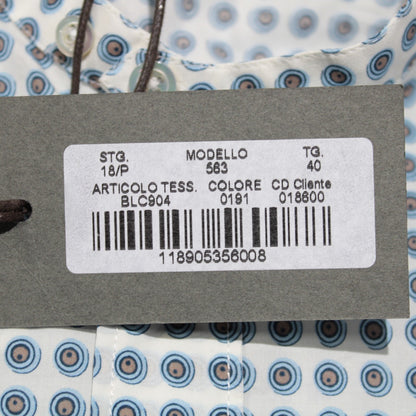 STG. MODELLO TG.
18/P 563 40
ARTICOLO TESS. COLORE CD Cliente
BLC904 0191 018600
118905356008